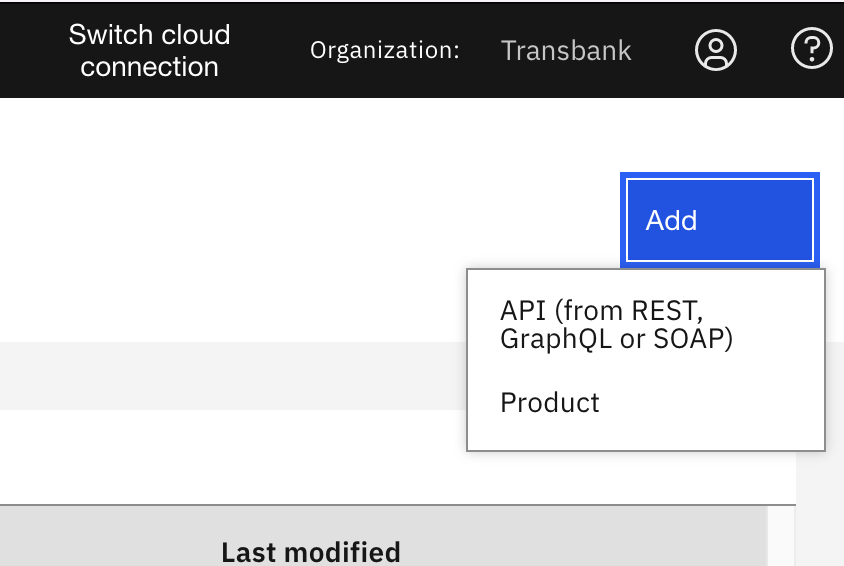 Switch cloud
connection
Organization:
Transbank
Add
API (from REST,
GraphQL or SOAP)
Product
Last modified